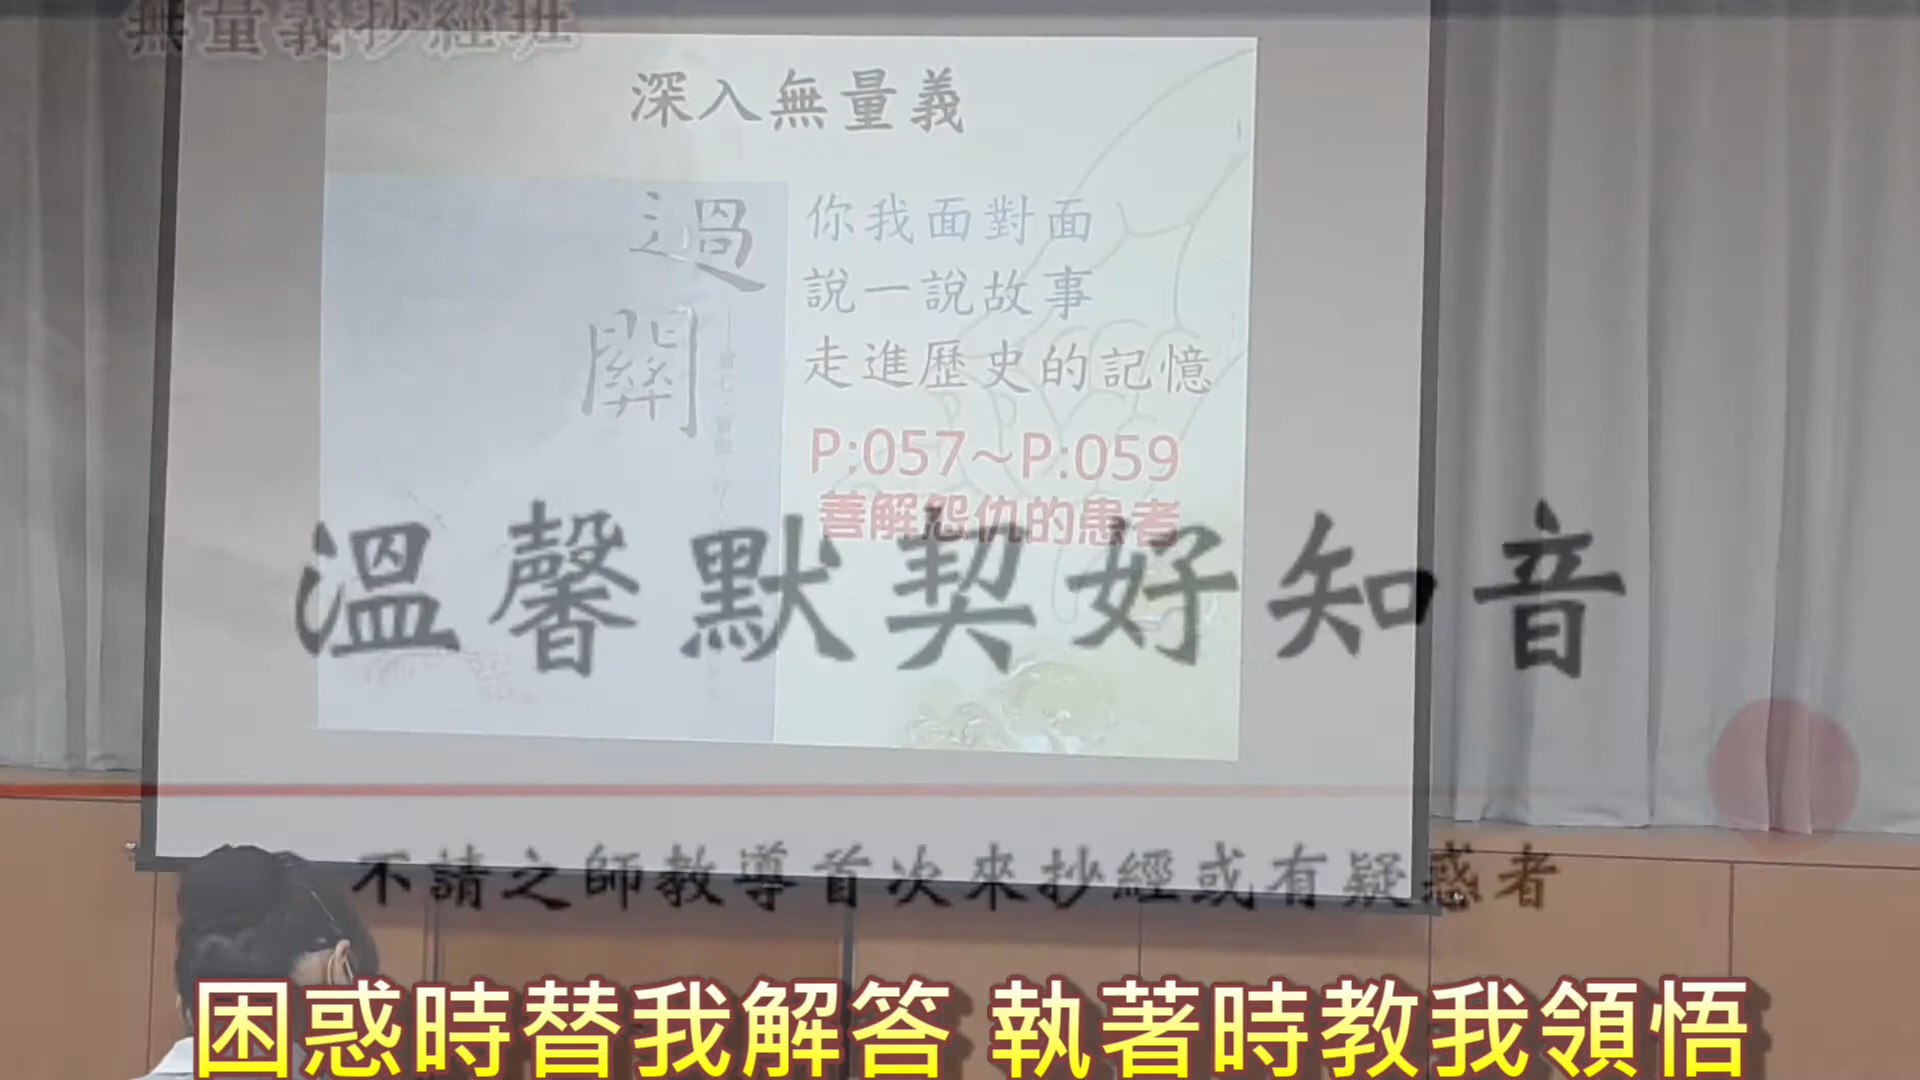 無量義抄經班
深入無量義
過關
你我面對面
說一說故事
走進歷史的記憶
P:057~P:059
善解怨仇的患者
溫馨默契好知音
不請之師教導首次來抄經或有疑惑者
困惑時替我解答 執著時教我領悟